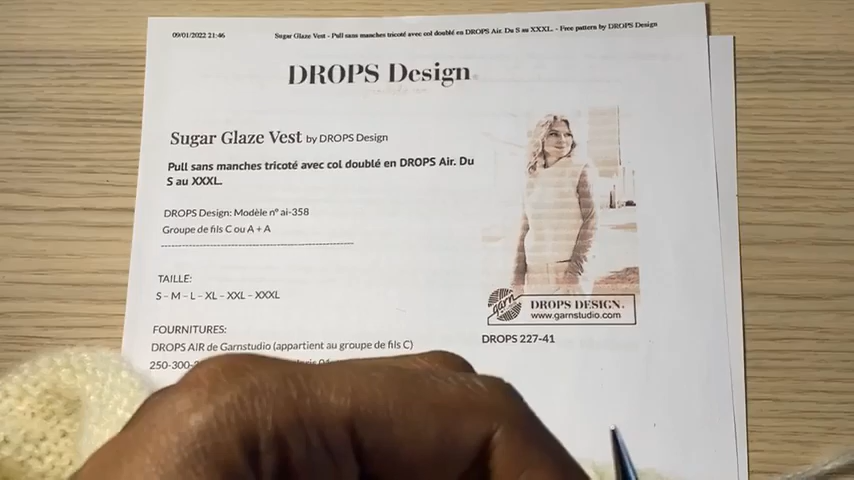 09/01/2022 21:46
Sugar Glaze Vest - Pull sans manches tricoté avec col doublé en DROPS Air. Du S au XXXL. - Free pattern by DROPS Design
DROPS Design
Sugar Glaze Vest by DROPS Design
Pull sans manches tricoté avec col doublé en DROPS Air. Du
S au XXXL.
DROPS Design: Modèle n° ai-358
Groupe de fils C ou A + A
-------------------------------------------------------
TAILLE:
S – M – L – XL – XXL – XXXL
FOURNITURES:
DROPS AIR de Garnstudio (appartient au groupe de fils C)
250-300-
garn
DROPS DESIGN.
www.garnstudio.com
DROPS 227-41